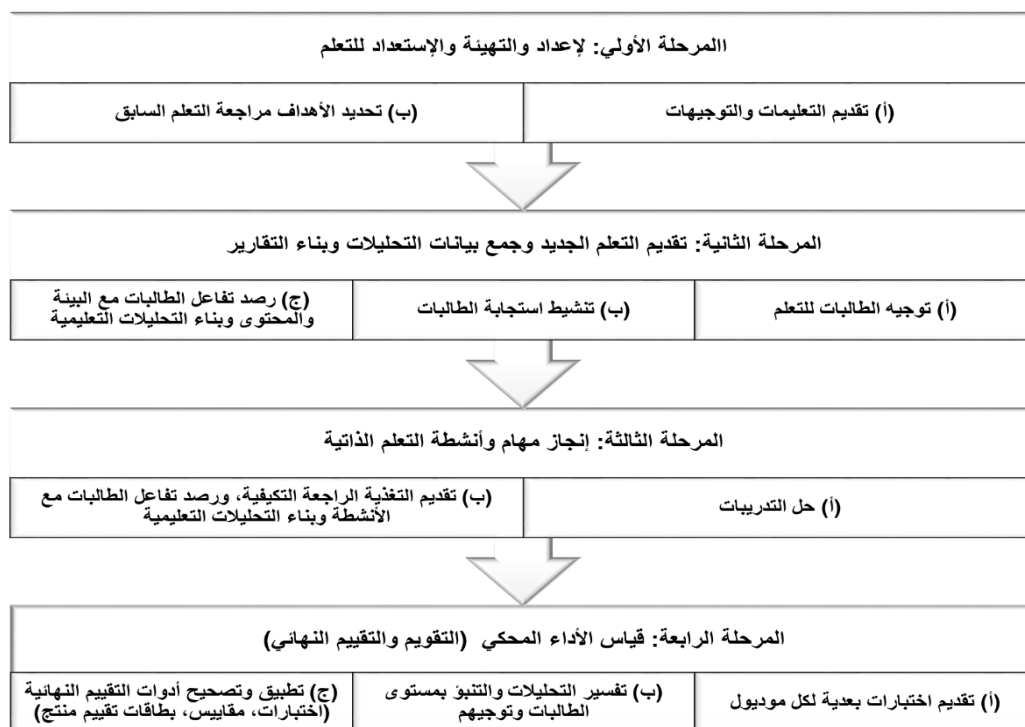 االمرحلة الأولي: لإعداد والتهيئة والإستعداد للتعلم
(أ) تقديم التعليمات والتوجيهات
(ب) تحديد الأهداف مراجعة التعلم السابق
المرحلة الثانية: تقديم التعلم الجديد وجمع بيانات التحليلات وبناء التقارير
(أ) توجيه الطالبات للتعلم
(ب) تنشيط استجابة الطالبات
(ج) رصد تفاعل الطالبات مع البيئة
والمحتوى وبناء التحليلات التعليمية
المرحلة الثالثة: إنجاز مهام وأنشطة التعلم الذاتية
(أ) حل التدريبات
(ب) تقديم التغذية الراجعة التكيفية، ورصد تفاعل الطالبات مع
الأنشطة وبناء التحليلات التعليمية
المرحلة الرابعة: قياس الأداء المحكي (التقويم والتقييم النهائي)
(أ) تقديم اختبارات بعدية لكل موديول
(ب) تفسير التحليلات والتنبؤ بمستوى
الطالبات وتوجيهم
(ج) تطبيق وتصحيح أدوات التقييم النهائية
(اختبارات، مقاييس، بطاقات تقييم منتج)